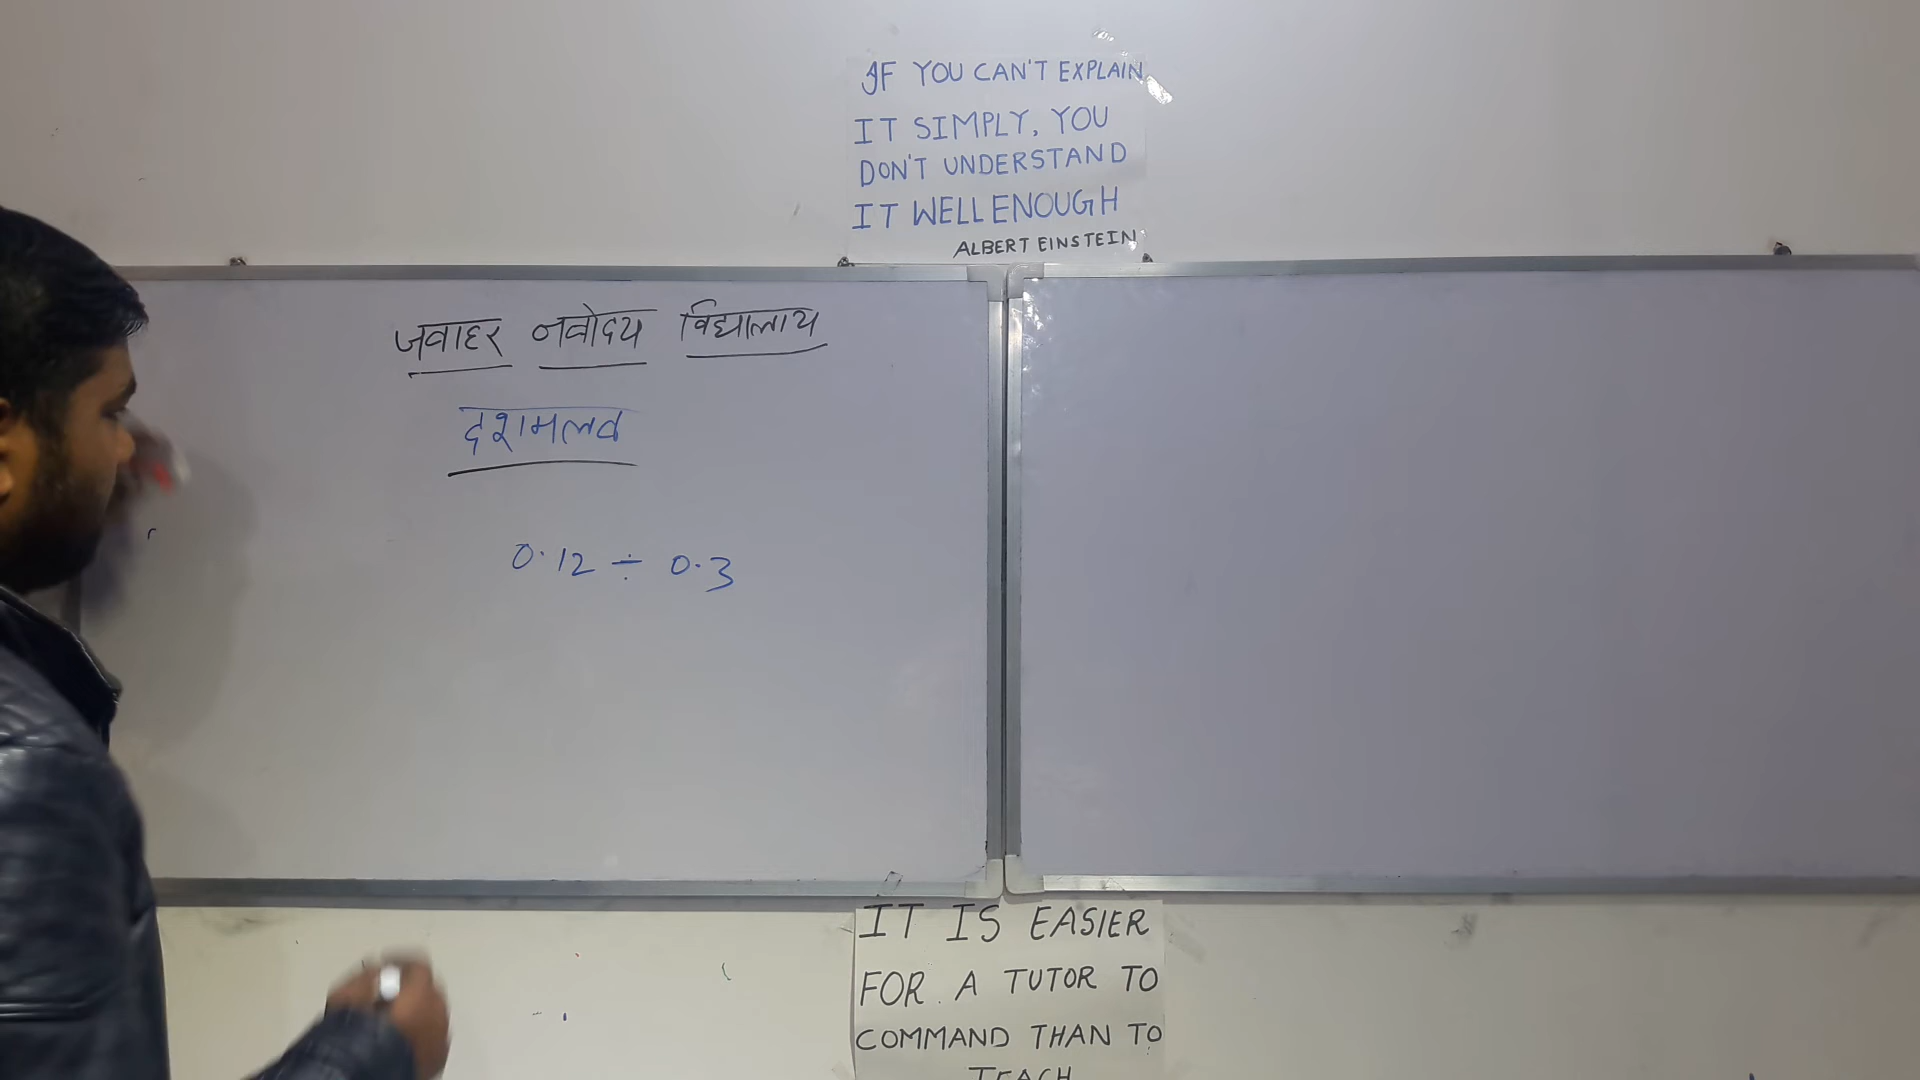 IF YOU CAN'T EXPLAIN
IT SIMPLY, YOU
DON'T UNDERSTAND
IT WELL ENOUGH
ALBERT EINSTEIN
जवाहर नवोदय विद्यालय
दशमलव
0.12 ÷ 0.3
IT IS EASIER
FOR A TUTOR TO
COMMAND THAN TO
TEACH